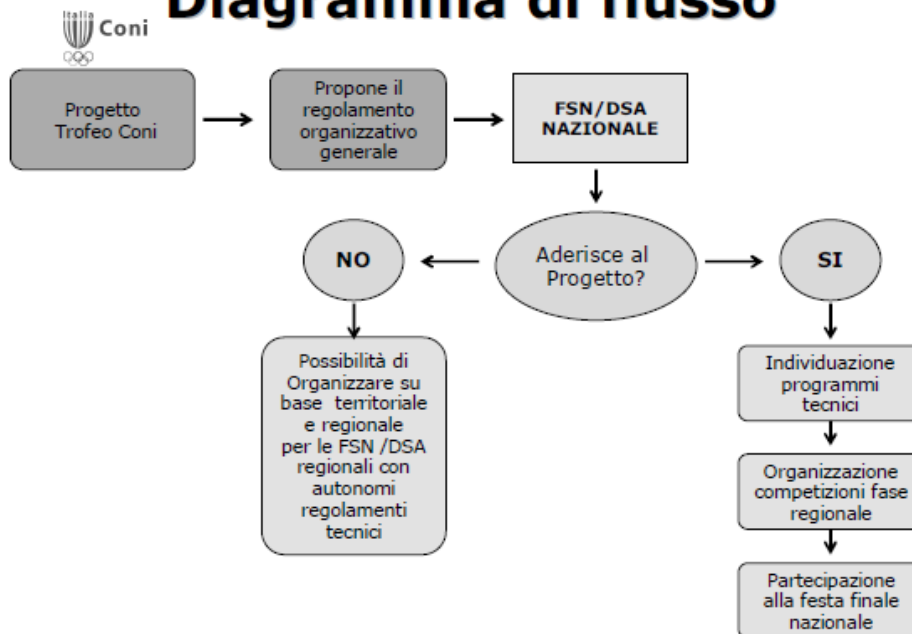 Diagramma di flusso
Italia
Coni
Progetto
Trofeo Coni
Propone il
regolamento
organizzativo
generale
FSN/DSA
NAZIONALE
Aderisce al
Progetto?
NO
SI
Possibilità di
Organizzare su
base territoriale
e regionale
per le FSN /DSA
regionali con
autonomi
regolamenti
tecnici
Individuazione
programmi
tecnici
Organizzazione
competizioni fase
regionale
Partecipazione
alla festa finale
nazionale